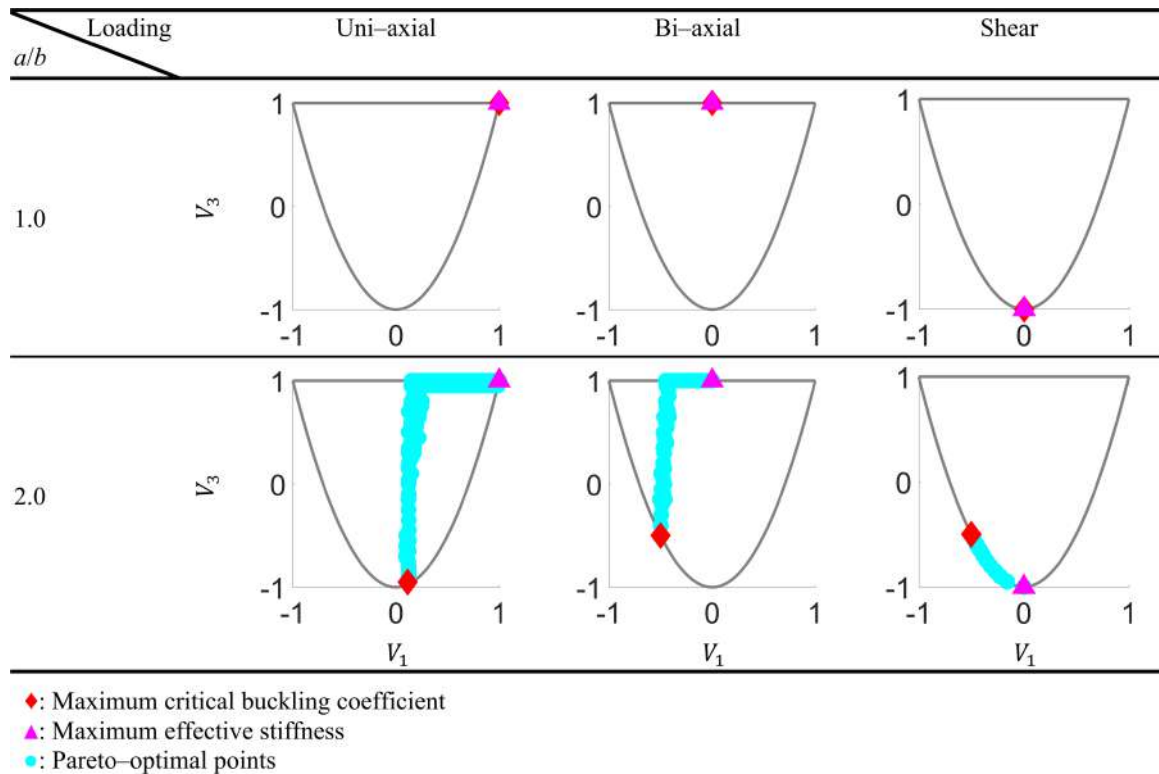 Loading Uni–axial Bi–axial Shear
a/b
1 1 1
1.0 V₃ 0 0 0
-1 -1 -1
-1 0 1 -1 0 1 -1 0 1
1 1 1
2.0 V₃ 0 0 0
-1 -1 -1
-1 0 1 -1 0 1 -1 0 1
V₁ V₁ V₁
: Maximum critical buckling coefficient
: Maximum effective stiffness
: Pareto–optimal points